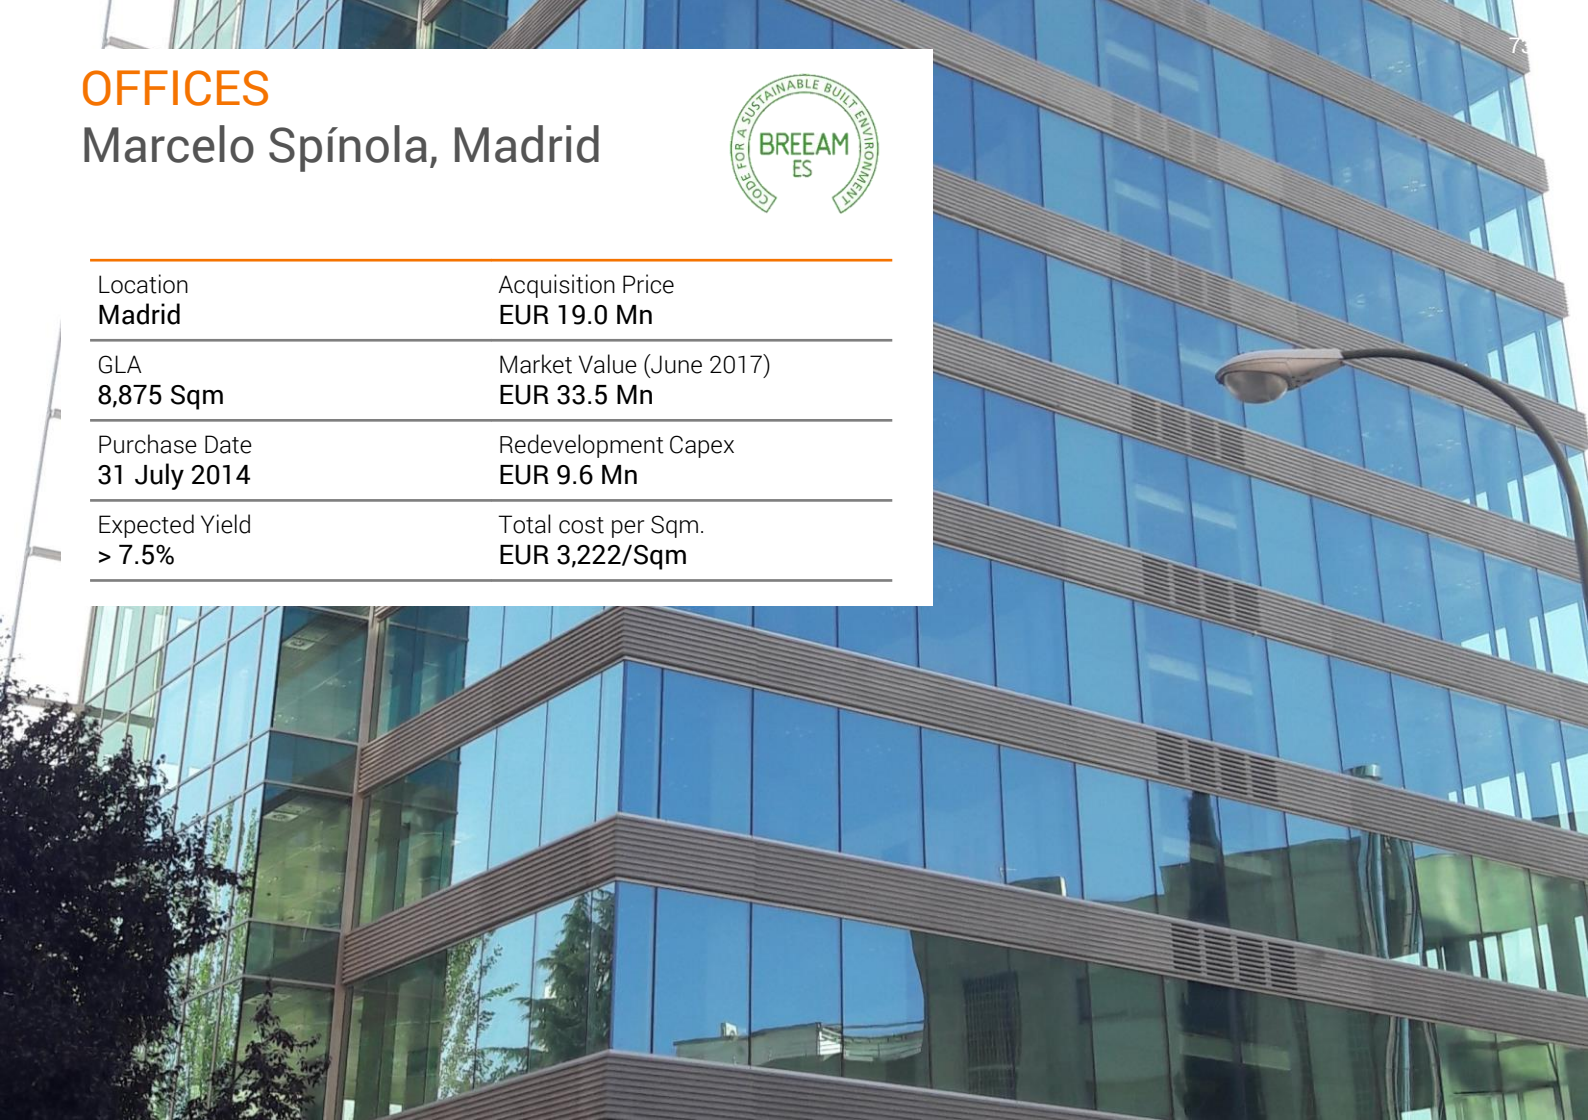 OFFICES
Marcelo Spínola, Madrid
CODE FOR A SUSTAINABLE BUILT ENVIRONMENT
BREEAM
ES
Location
Madrid
Acquisition Price
EUR 19.0 Mn
GLA
8,875 Sqm
Market Value (June 2017)
EUR 33.5 Mn
Purchase Date
31 July 2014
Redevelopment Capex
EUR 9.6 Mn
Expected Yield
> 7.5%
Total cost per Sqm.
EUR 3,222/Sqm